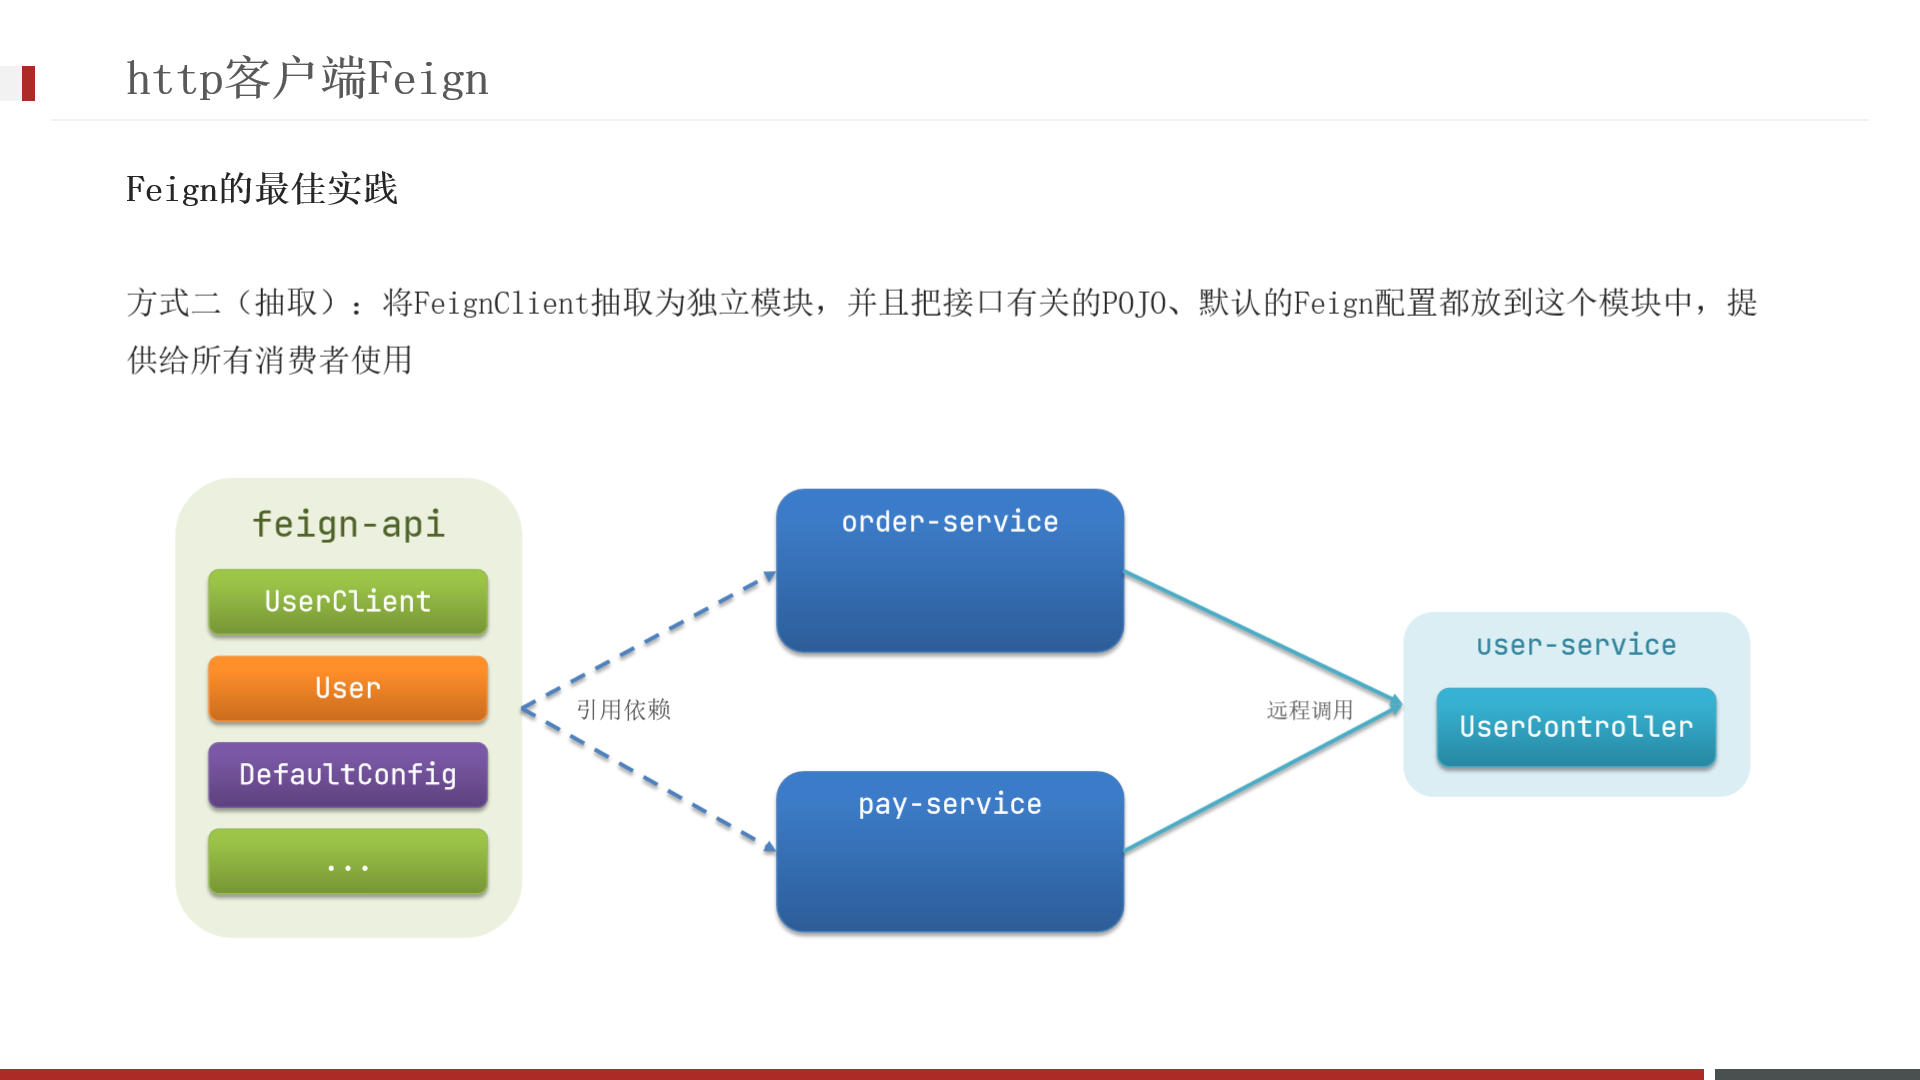 http客户端Feign
Feign的最佳实践
方式二（抽取）：将FeignClient抽取为独立模块，并且把接口有关的POJO、默认的Feign配置都放到这个模块中，提
供给所有消费者使用
feign-api
UserClient
User
DefaultConfig
...
引用依赖
order-service
pay-service
远程调用
user-service
UserController